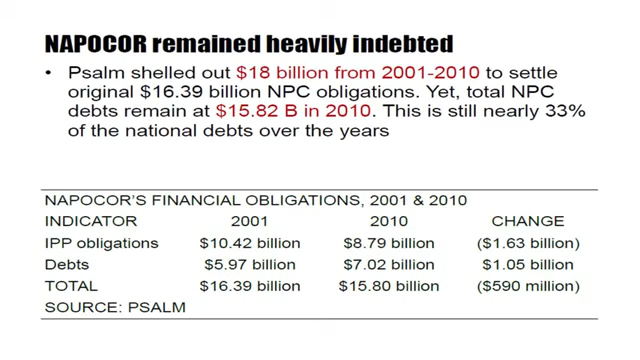 NAPOCOR remained heavily indebted
• Psalm shelled out $18 billion from 2001-2010 to settle
original $16.39 billion NPC obligations. Yet, total NPC
debts remain at $15.82 B in 2010. This is still nearly 33%
of the national debts over the years
NAPOCOR'S FINANCIAL OBLIGATIONS, 2001 & 2010
INDICATOR 2001 2010 CHANGE
IPP obligations $10.42 billion $8.79 billion ($1.63 billion)
Debts $5.97 billion $7.02 billion $1.05 billion
TOTAL $16.39 billion $15.80 billion ($590 million)
SOURCE: PSALM